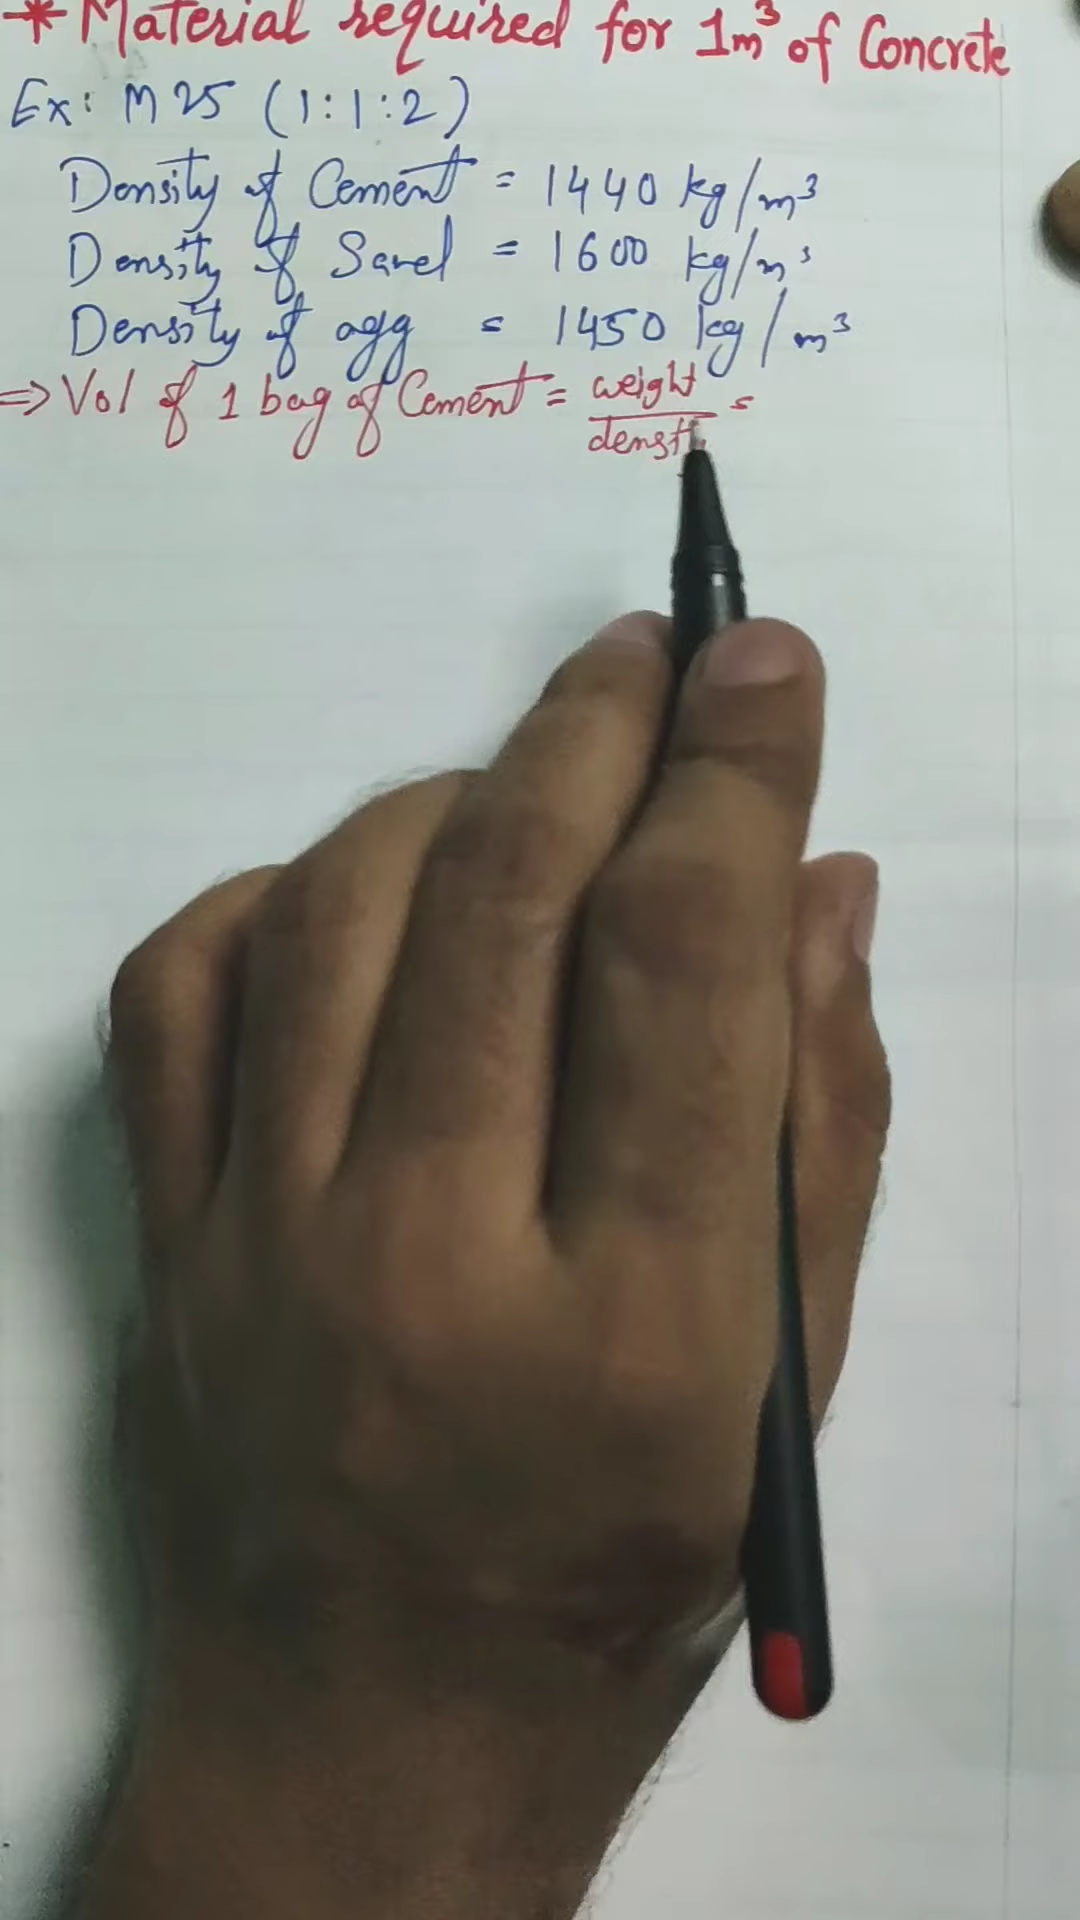 * Material required for 1m³ of Concrete
Ex: M25 (1:1:2)
Density of Cement = 1440 kg/m³
Density of Sand = 1600 kg/m³
Density of agg = 1450 kg/m³
⇒ Vol of 1 bag of Cement = weight/density =